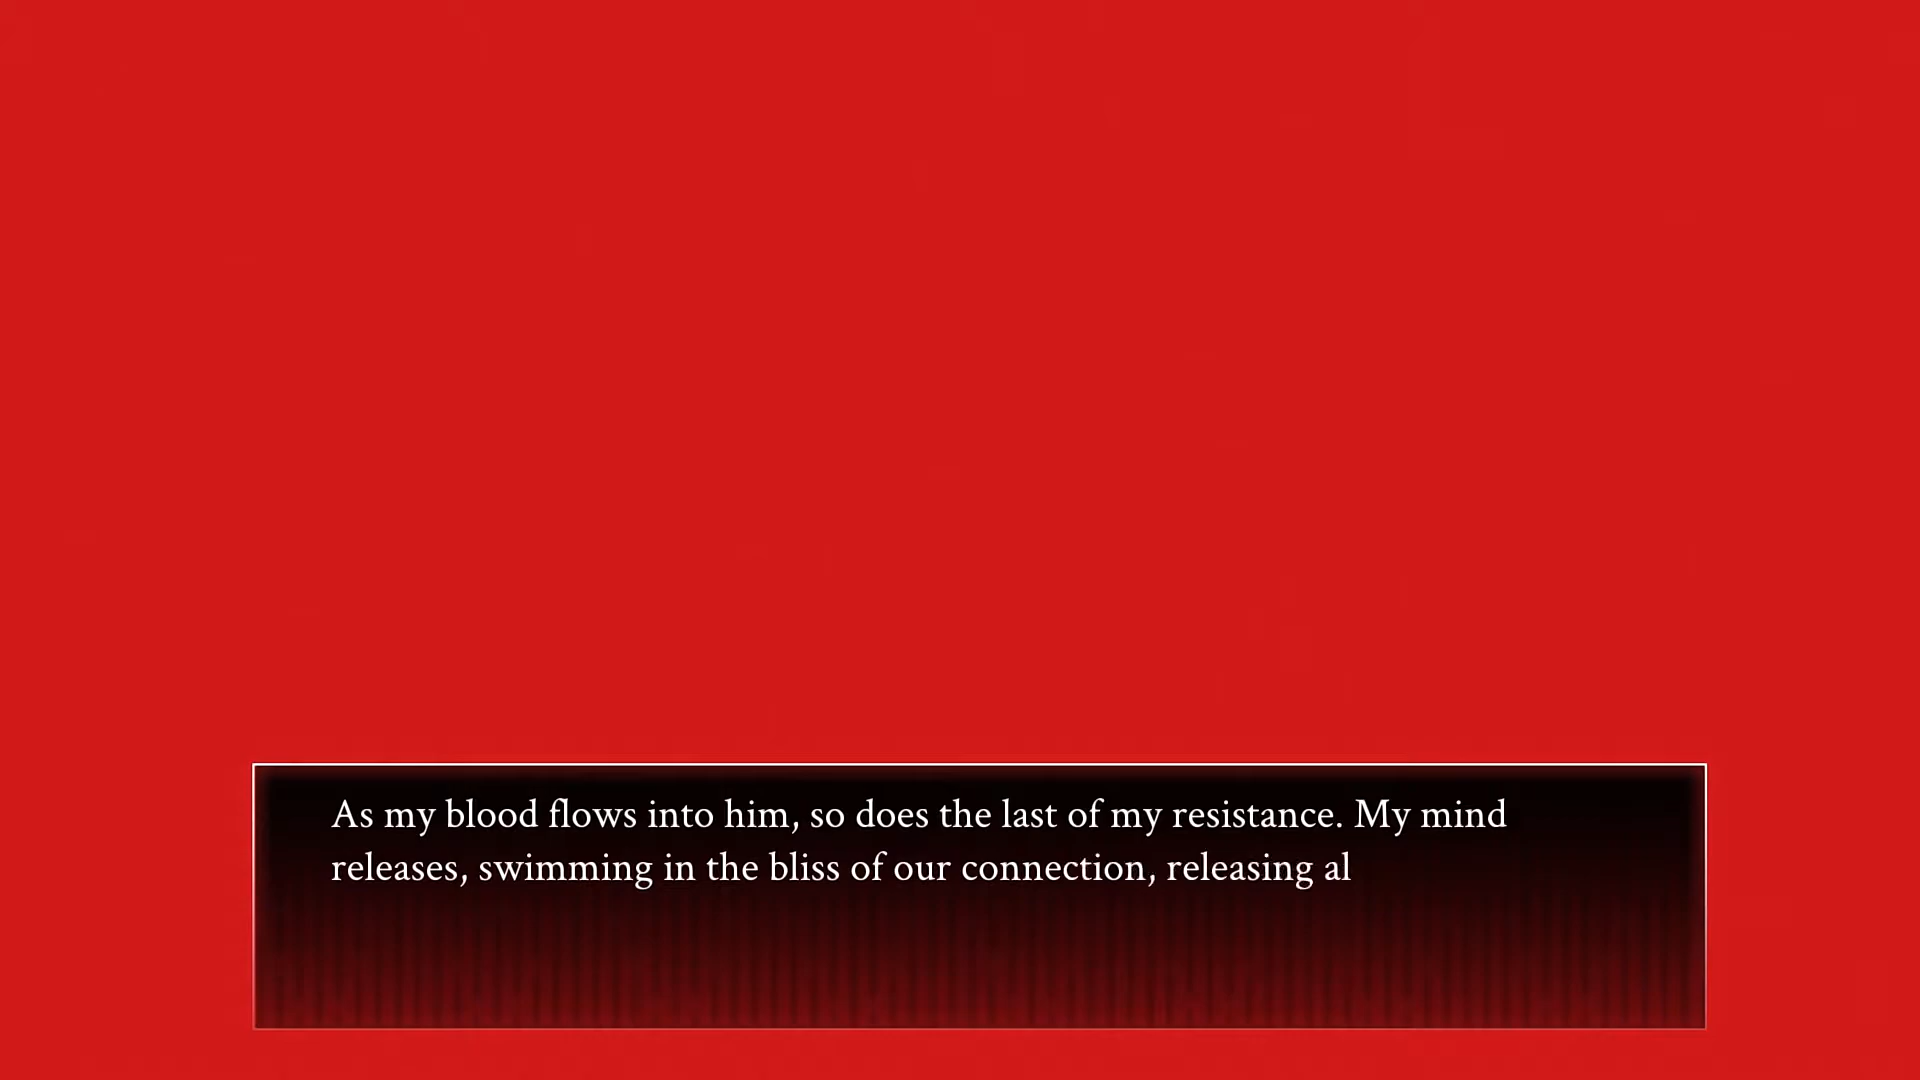 As my blood flows into him, so does the last of my resistance. My mind
releases, swimming in the bliss of our connection, releasing al